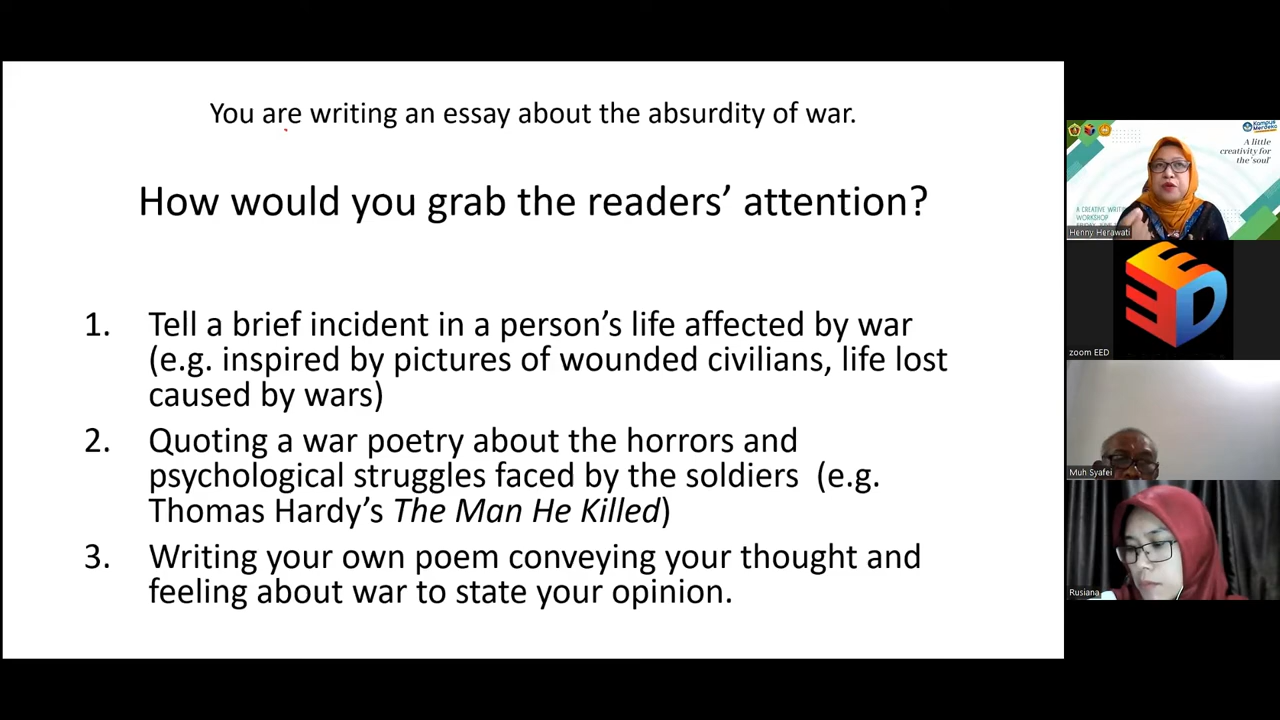 You are writing an essay about the absurdity of war.
How would you grab the readers’ attention?
1. Tell a brief incident in a person’s life affected by war
(e.g. inspired by pictures of wounded civilians, life lost
caused by wars)
2. Quoting a war poetry about the horrors and
psychological struggles faced by the soldiers (e.g.
Thomas Hardy’s The Man He Killed)
3. Writing your own poem conveying your thought and
feeling about war to state your opinion.
Kampus
Merdeka
A little
creativity for
the 'soul'
A CREATIVE WRITI
WORKSHOP
Henny Herawati
EED
zoom EED
Muh Syafei
Rusiana